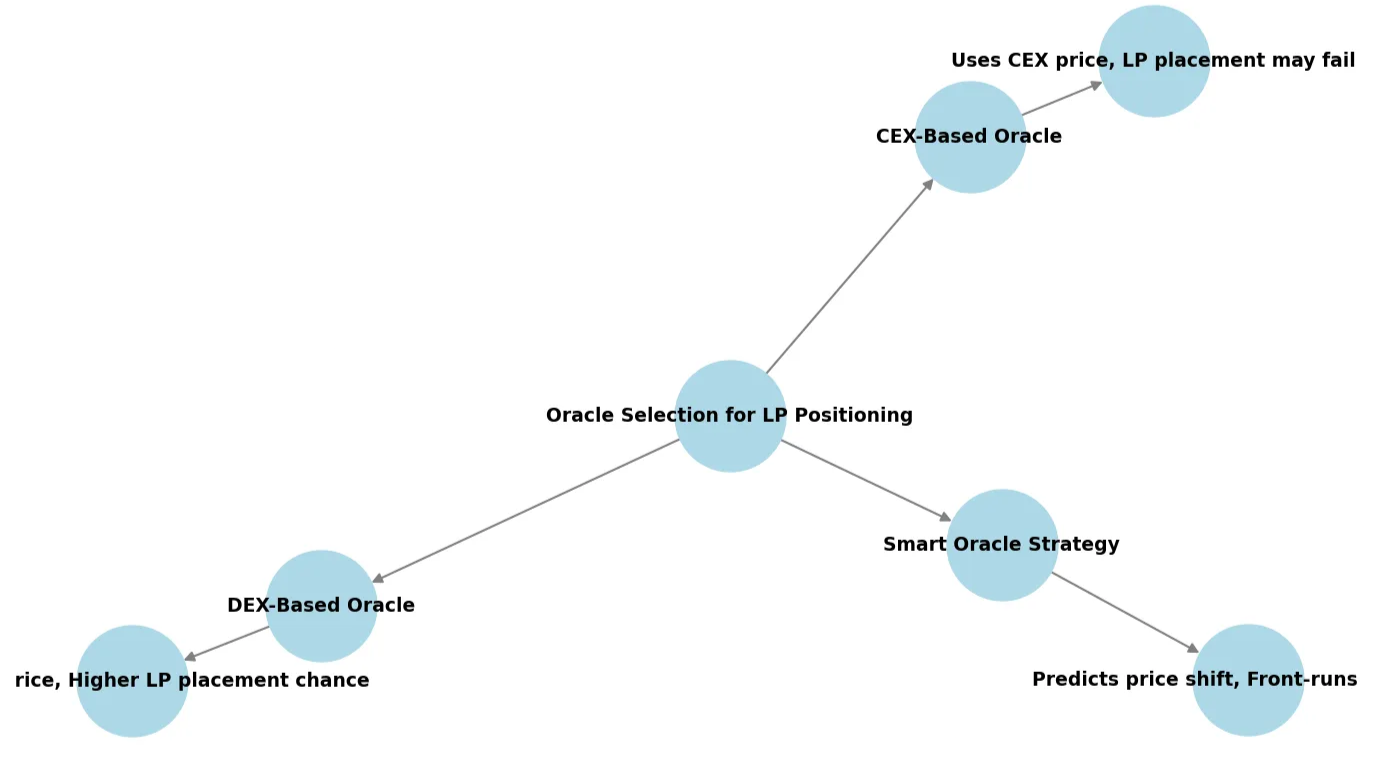 Uses CEX price, LP placement may fail
CEX-Based Oracle
Oracle Selection for LP Positioning
Smart Oracle Strategy
DEX-Based Oracle
rice, Higher LP placement chance
Predicts price shift, Front-runs